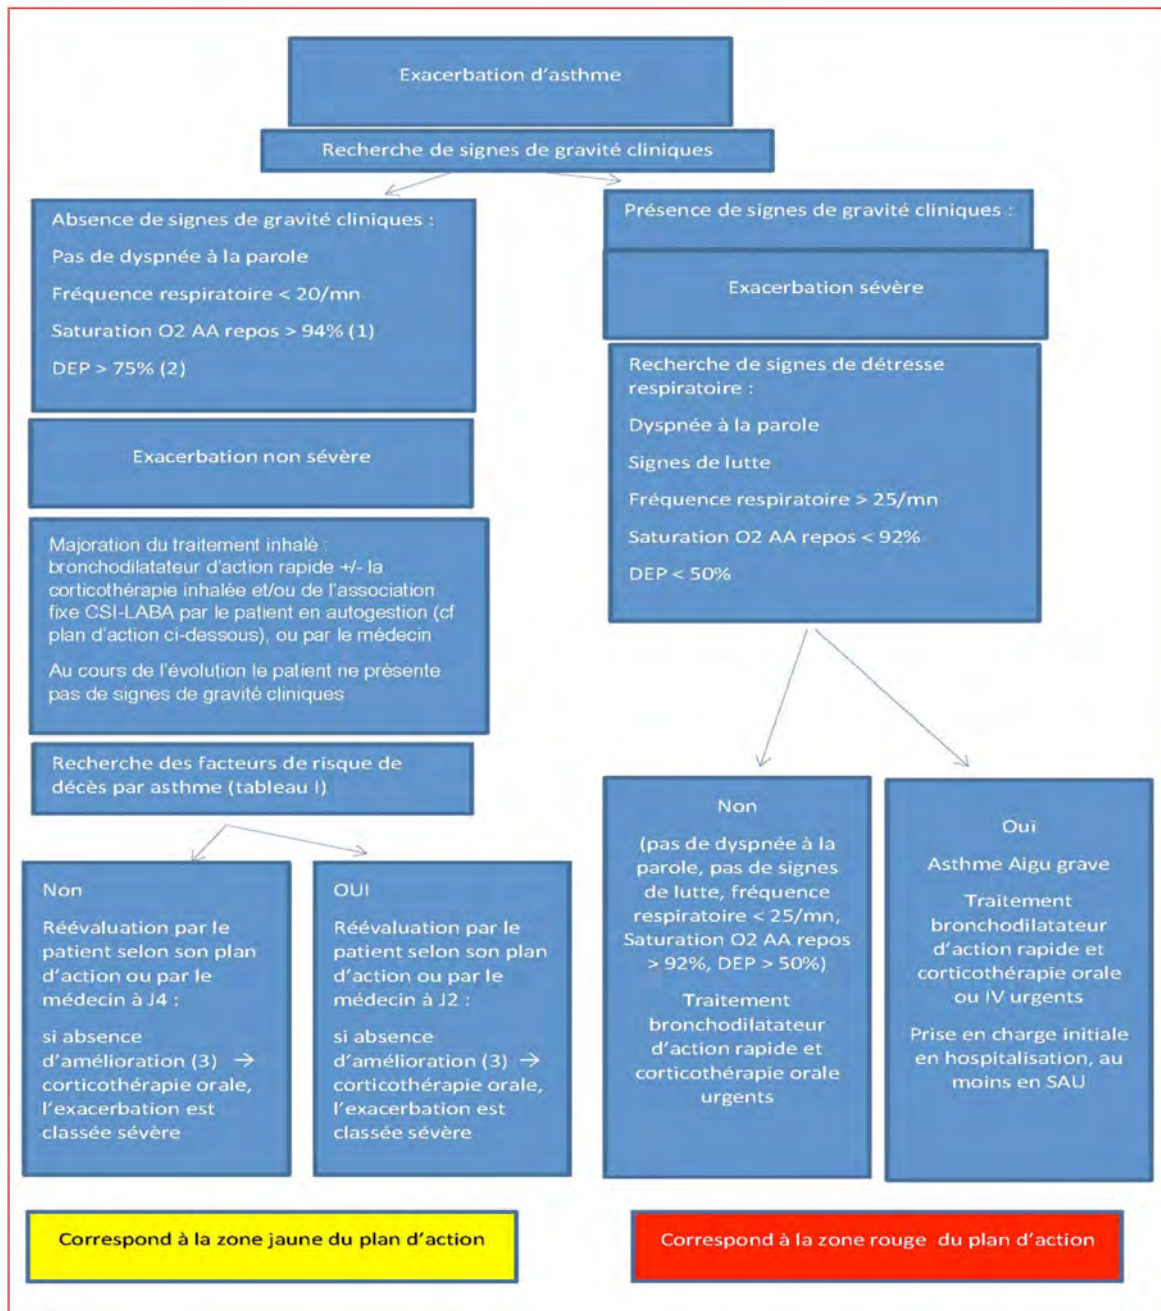 Exacerbation d'asthme
Recherche de signes de gravité cliniques
Absence de signes de gravité cliniques :
Pas de dyspnée à la parole
Fréquence respiratoire < 20/mn
Saturation O2 AA repos > 94% (1)
DEP > 75% (2)
Exacerbation non sévère
Majoration du traitement inhalé :
bronchodilatateur d'action rapide +/- la
corticothérapie inhalée et/ou de l'association
fixe CSI-LABA par le patient en autogestion (cf
plan d'action ci-dessous), ou par le médecin
Au cours de l'évolution le patient ne présente
pas de signes de gravité cliniques
Recherche des facteurs de risque de
décès par asthme (tableau I)
Non
Réévaluation par le
patient selon son plan
d'action ou par le
médecin à J4 :
si absence
d'amélioration (3) →
corticothérapie orale,
l'exacerbation est
classée sévère
OUI
Réévaluation par le
patient selon son plan
d'action ou par le
médecin à J2 :
si absence
d'amélioration (3) →
corticothérapie orale,
l'exacerbation est
classée sévère
Correspond à la zone jaune du plan d'action
Présence de signes de gravité cliniques :
Exacerbation sévère
Recherche de signes de détresse
respiratoire :
Dyspnée à la parole
Signes de lutte
Fréquence respiratoire > 25/mn
Saturation O2 AA repos < 92%
DEP < 50%
Non
(pas de dyspnée à la
parole, pas de signes
de lutte, fréquence
respiratoire < 25/mn,
Saturation O2 AA repos
> 92%, DEP > 50%)
Traitement
bronchodilatateur
d'action rapide et
corticothérapie orale
urgents
Oui
Asthme Aigu grave
Traitement
bronchodilatateur
d'action rapide et
corticothérapie orale
ou IV urgents
Prise en charge initiale
en hospitalisation, au
moins en SAU
Correspond à la zone rouge du plan d'action